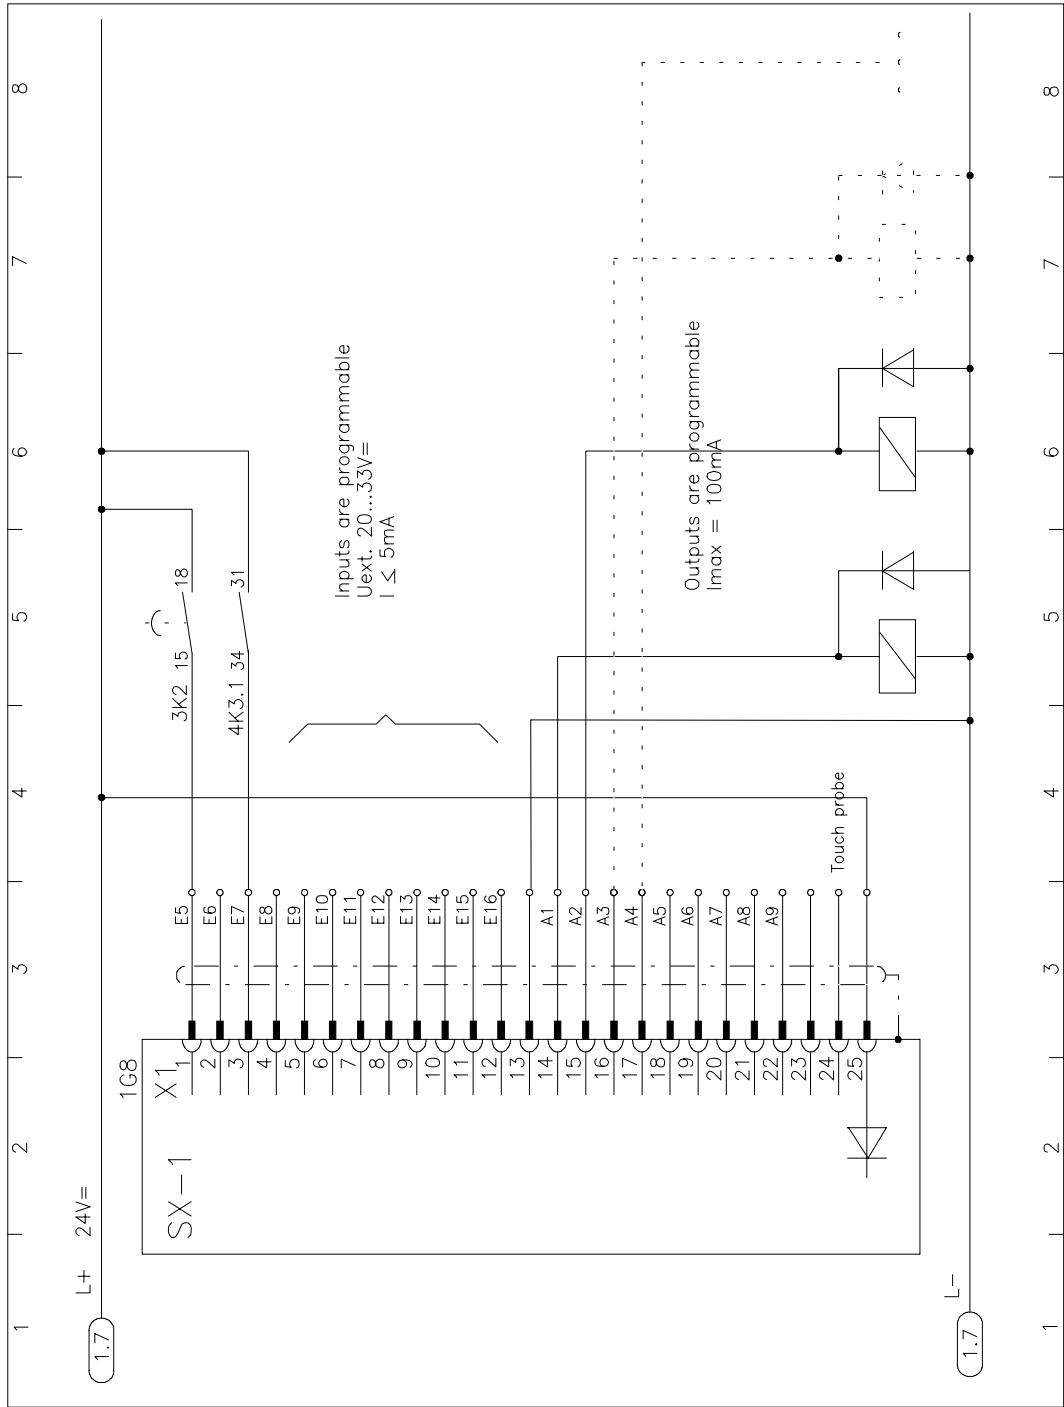 1 2 3 4 5 6 7 8
1.7 L+ 24V=
1G8
X1
SX-1
3K2 15 18
4K3.1 34 31
1 E5
2 E6
3 E7
4 E8
5 E9
6 E10
7 E11
8 E12
9 E13
10 E14
11 E15
12 E16
13
14 A1
15 A2
16 A3
17 A4
18 A5
19 A6
20 A7
21 A8
22 A9
23
24 Touch probe
25
Inputs are programmable
Uext. 20...33V=
I ≤ 5mA
Outputs are programmable
Imax = 100mA
1.7 L-
1 2 3 4 5 6 7 8